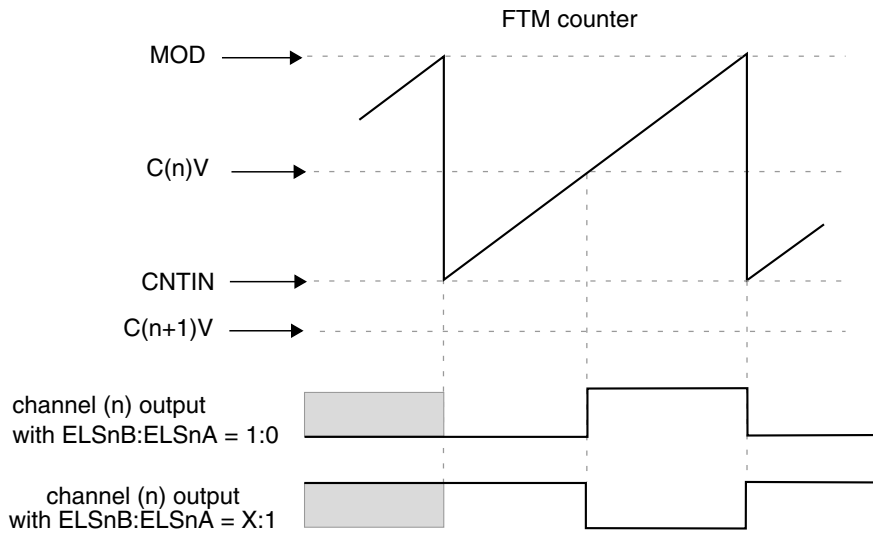 FTM counter
MOD
C(n)V
CNTIN
C(n+1)V
channel (n) output
with ELSnB:ELSnA = 1:0
channel (n) output
with ELSnB:ELSnA = X:1